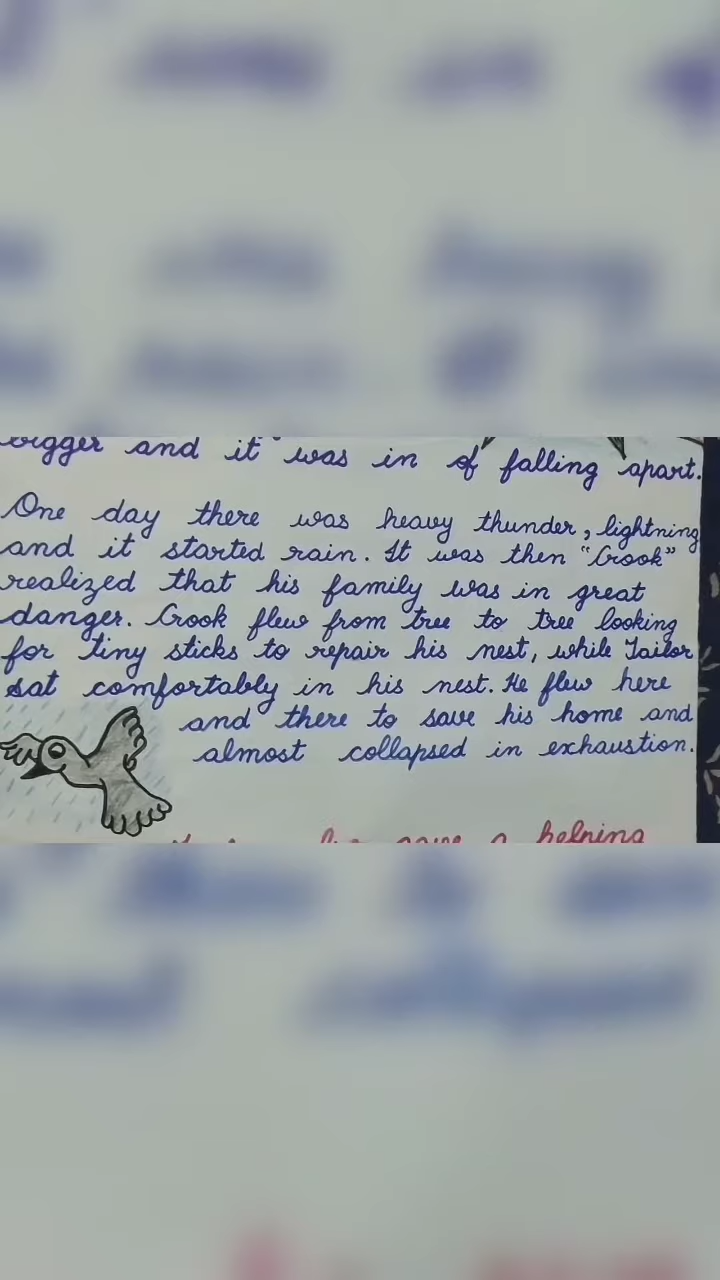 bigger and it was in of falling apart.
One day there was heavy thunder, lightning
and it started rain. It was then "Crook"
realized that his family was in great
danger. Crook flew from tree to tree looking
for tiny sticks to repair his nest, while Tailor
sat comfortably in his nest. He flew here
and there to save his home and
almost collapsed in exhaustion.
gave a helping